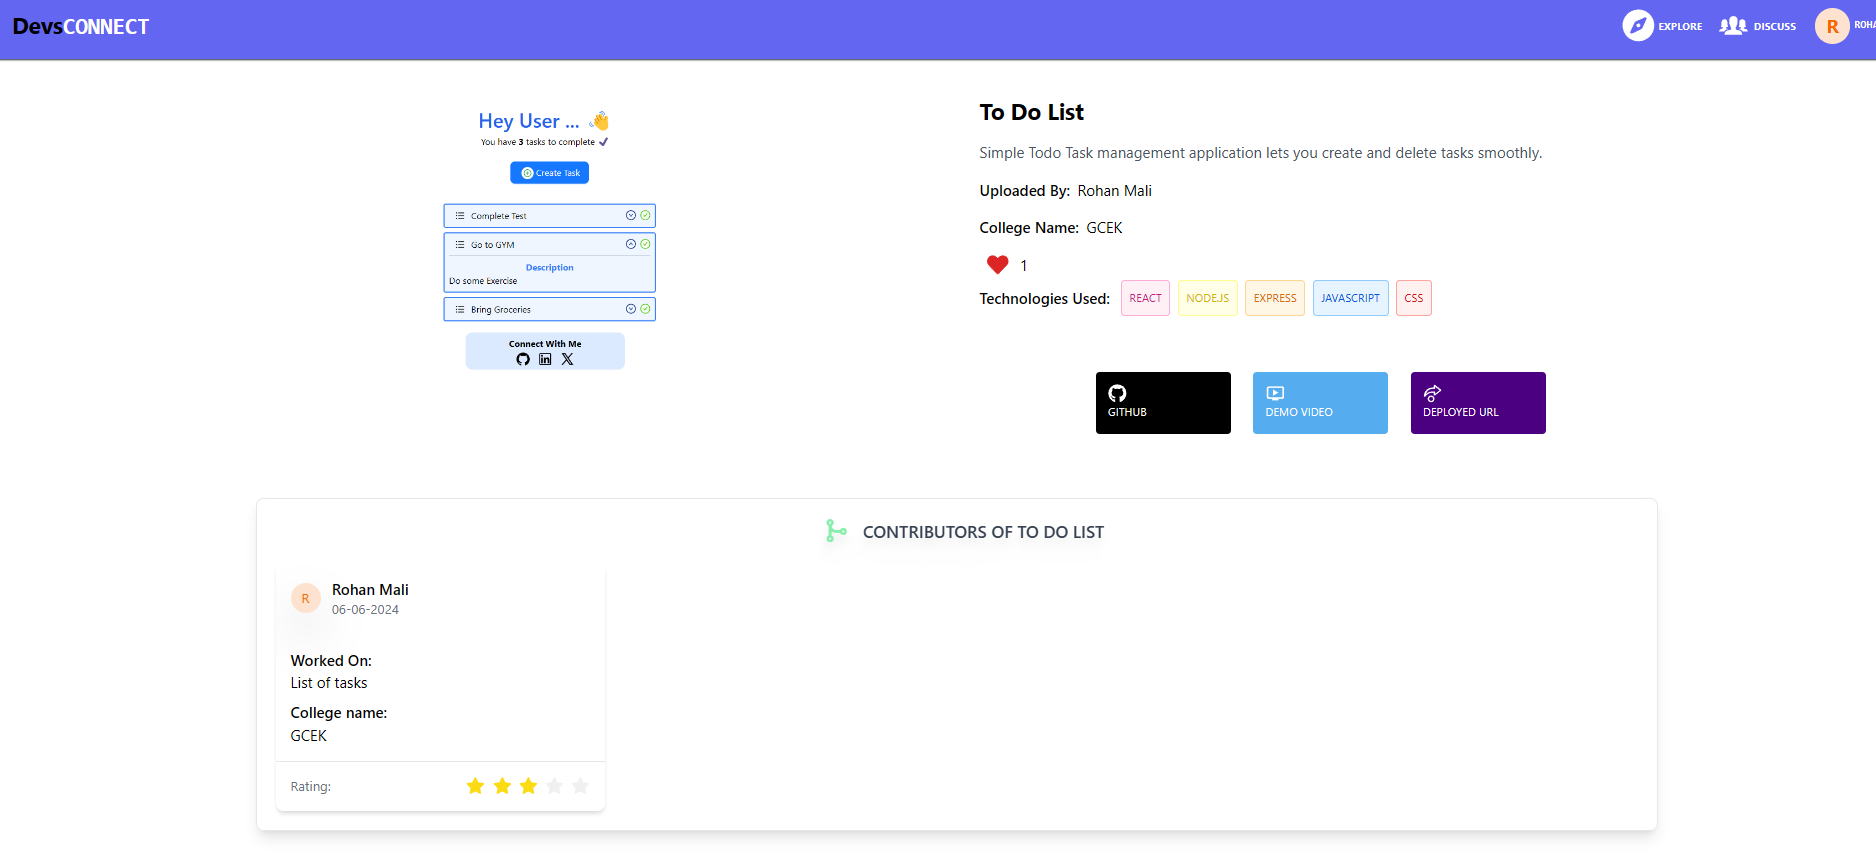 DevsCONNECT
EXPLORE
DISCUSS
R
Hey User ... 👋
You have 3 tasks to complete ✔
Create Task
Complete Test
Go to GYM
Description
Do some Exercise
Bring Groceries
Connect With Me
To Do List
Simple Todo Task management application lets you create and delete tasks smoothly.
Uploaded By: Rohan Mali
College Name: GCEK
1
Technologies Used: REACT NODE.JS EXPRESS JAVASCRIPT CSS
GITHUB
DEMO VIDEO
DEPLOYED URL
CONTRIBUTORS OF TO DO LIST
R
Rohan Mali
06-06-2024
Worked On:
List of tasks
College name:
GCEK
Rating: